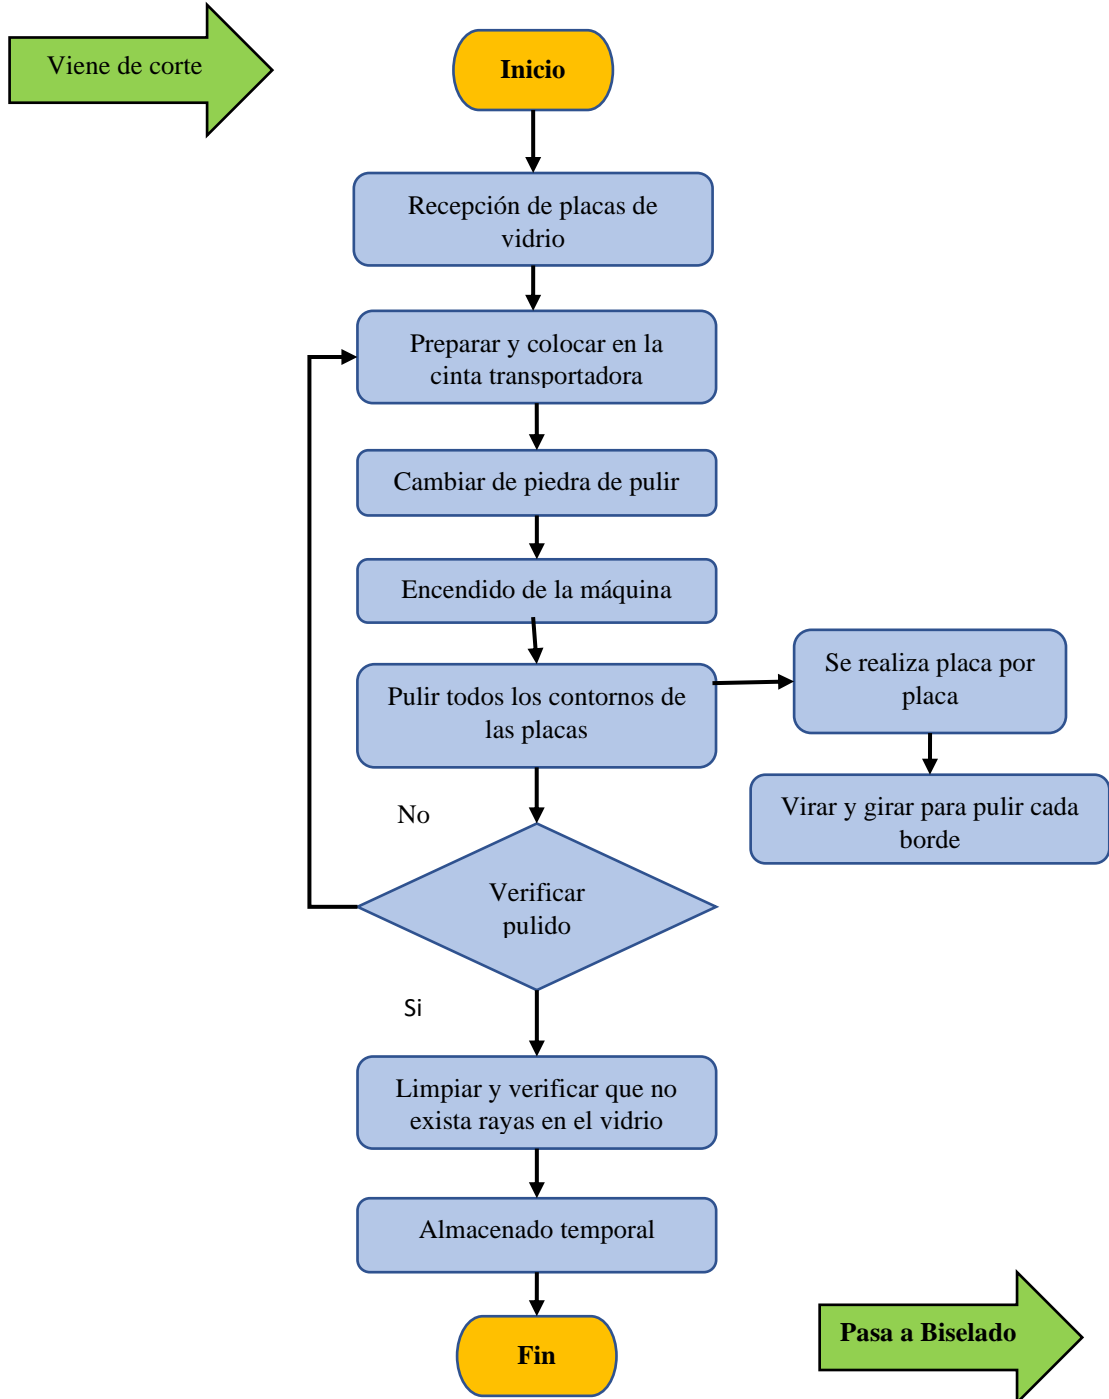 Viene de corte
Inicio
Recepción de placas de
vidrio
Preparar y colocar en la
cinta transportadora
Cambiar de piedra de pulir
Encendido de la máquina
Pulir todos los contornos de
las placas
Se realiza placa por
placa
Virar y girar para pulir cada
borde
No
Verificar
pulido
Si
Limpiar y verificar que no
exista rayas en el vidrio
Almacenado temporal
Fin
Pasa a Biselado